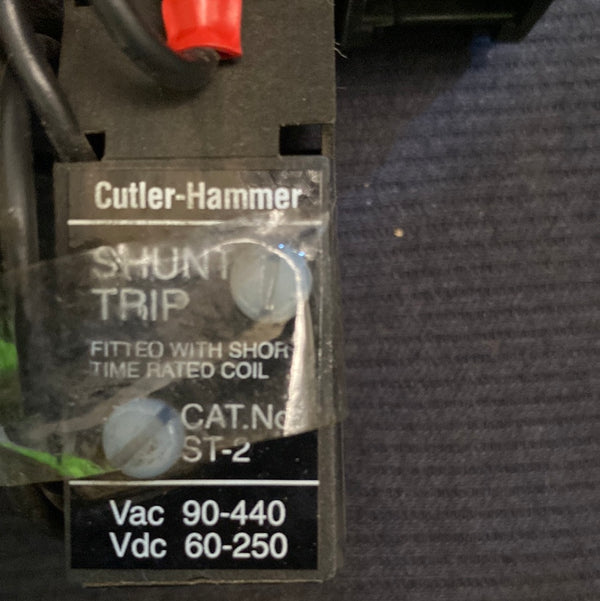 Cutler-Hammer
SHUNT
TRIP
FITTED WITH SHOR
TIME RATED COIL
CAT.No
ST-2
Vac 90-440
Vdc 60-250